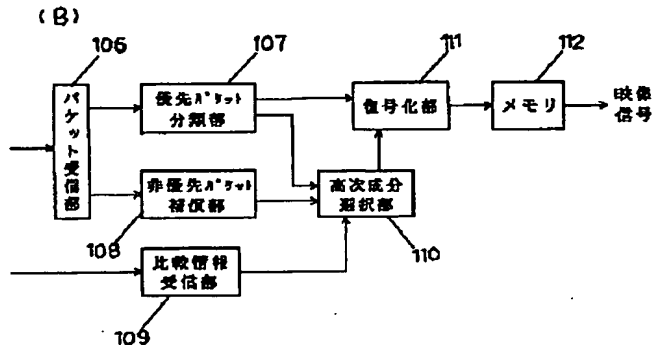 (B)
106
107
111
112
パケット受信部
優先パケット
分類部
復号化部
メモリ
映像
信号
非優先パケット
補償部
高次成分
選択部
108
110
比較情報
受信部
109